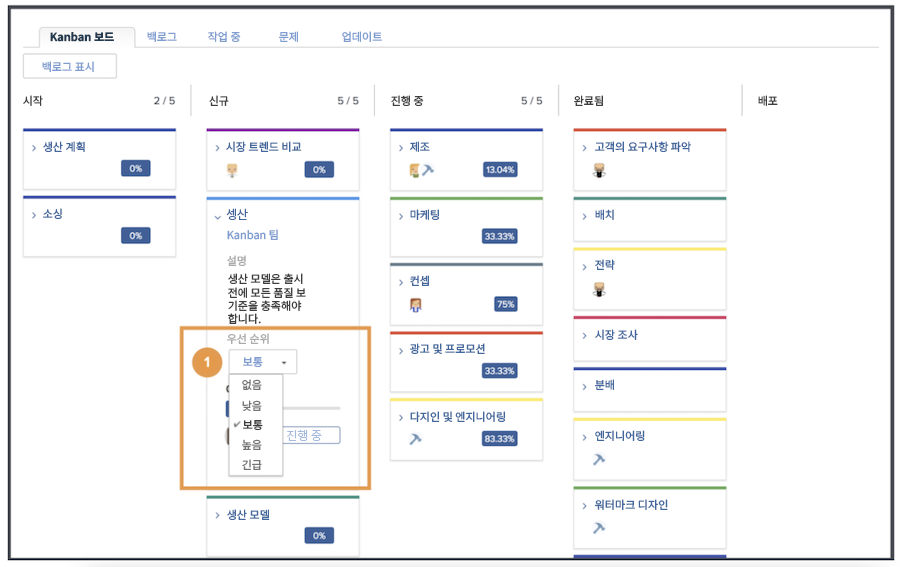 Kanban 보드 백로그 작업 중 문제 업데이트
백로그 표시
시작 2 / 5 신규 5 / 5 진행 중 5 / 5 완료됨 배포
생산 계획
0%
소싱
0%
시장 트렌드 비교
0%
셍산
Kanban 팀
설명
생산 모델은 출시
전에 모든 품질 보
기준을 충족해야
합니다.
우선 순위
1
보통
없음
낮음
✓보통
높음
긴급
진행 중
생산 모델
0%
제조
13.04%
마케팅
33.33%
컨셉
75%
광고 및 프로모션
33.33%
다지인 및 엔지니어링
83.33%
고객의 요구사항 파악
배치
전략
시장 조사
분배
엔지니어링
워터마크 디자인